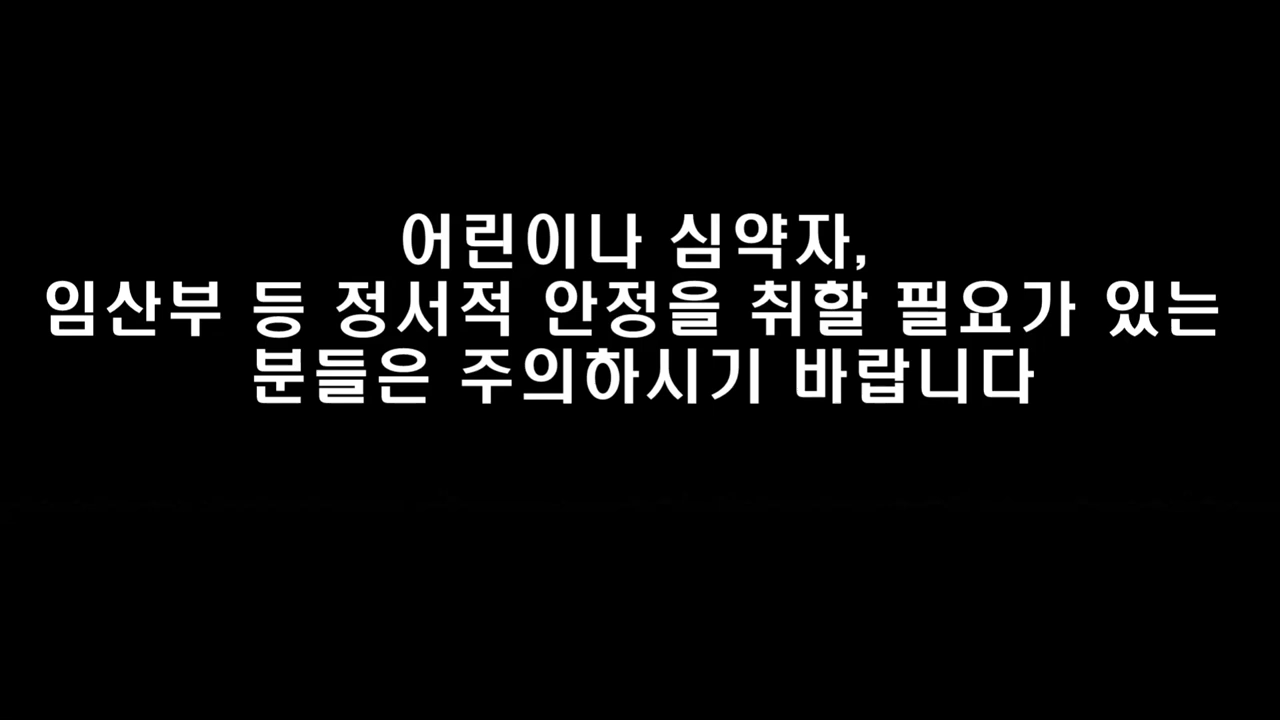 어린이나 심약자,
임산부 등 정서적 안정을 취할 필요가 있는
분들은 주의하시기 바랍니다